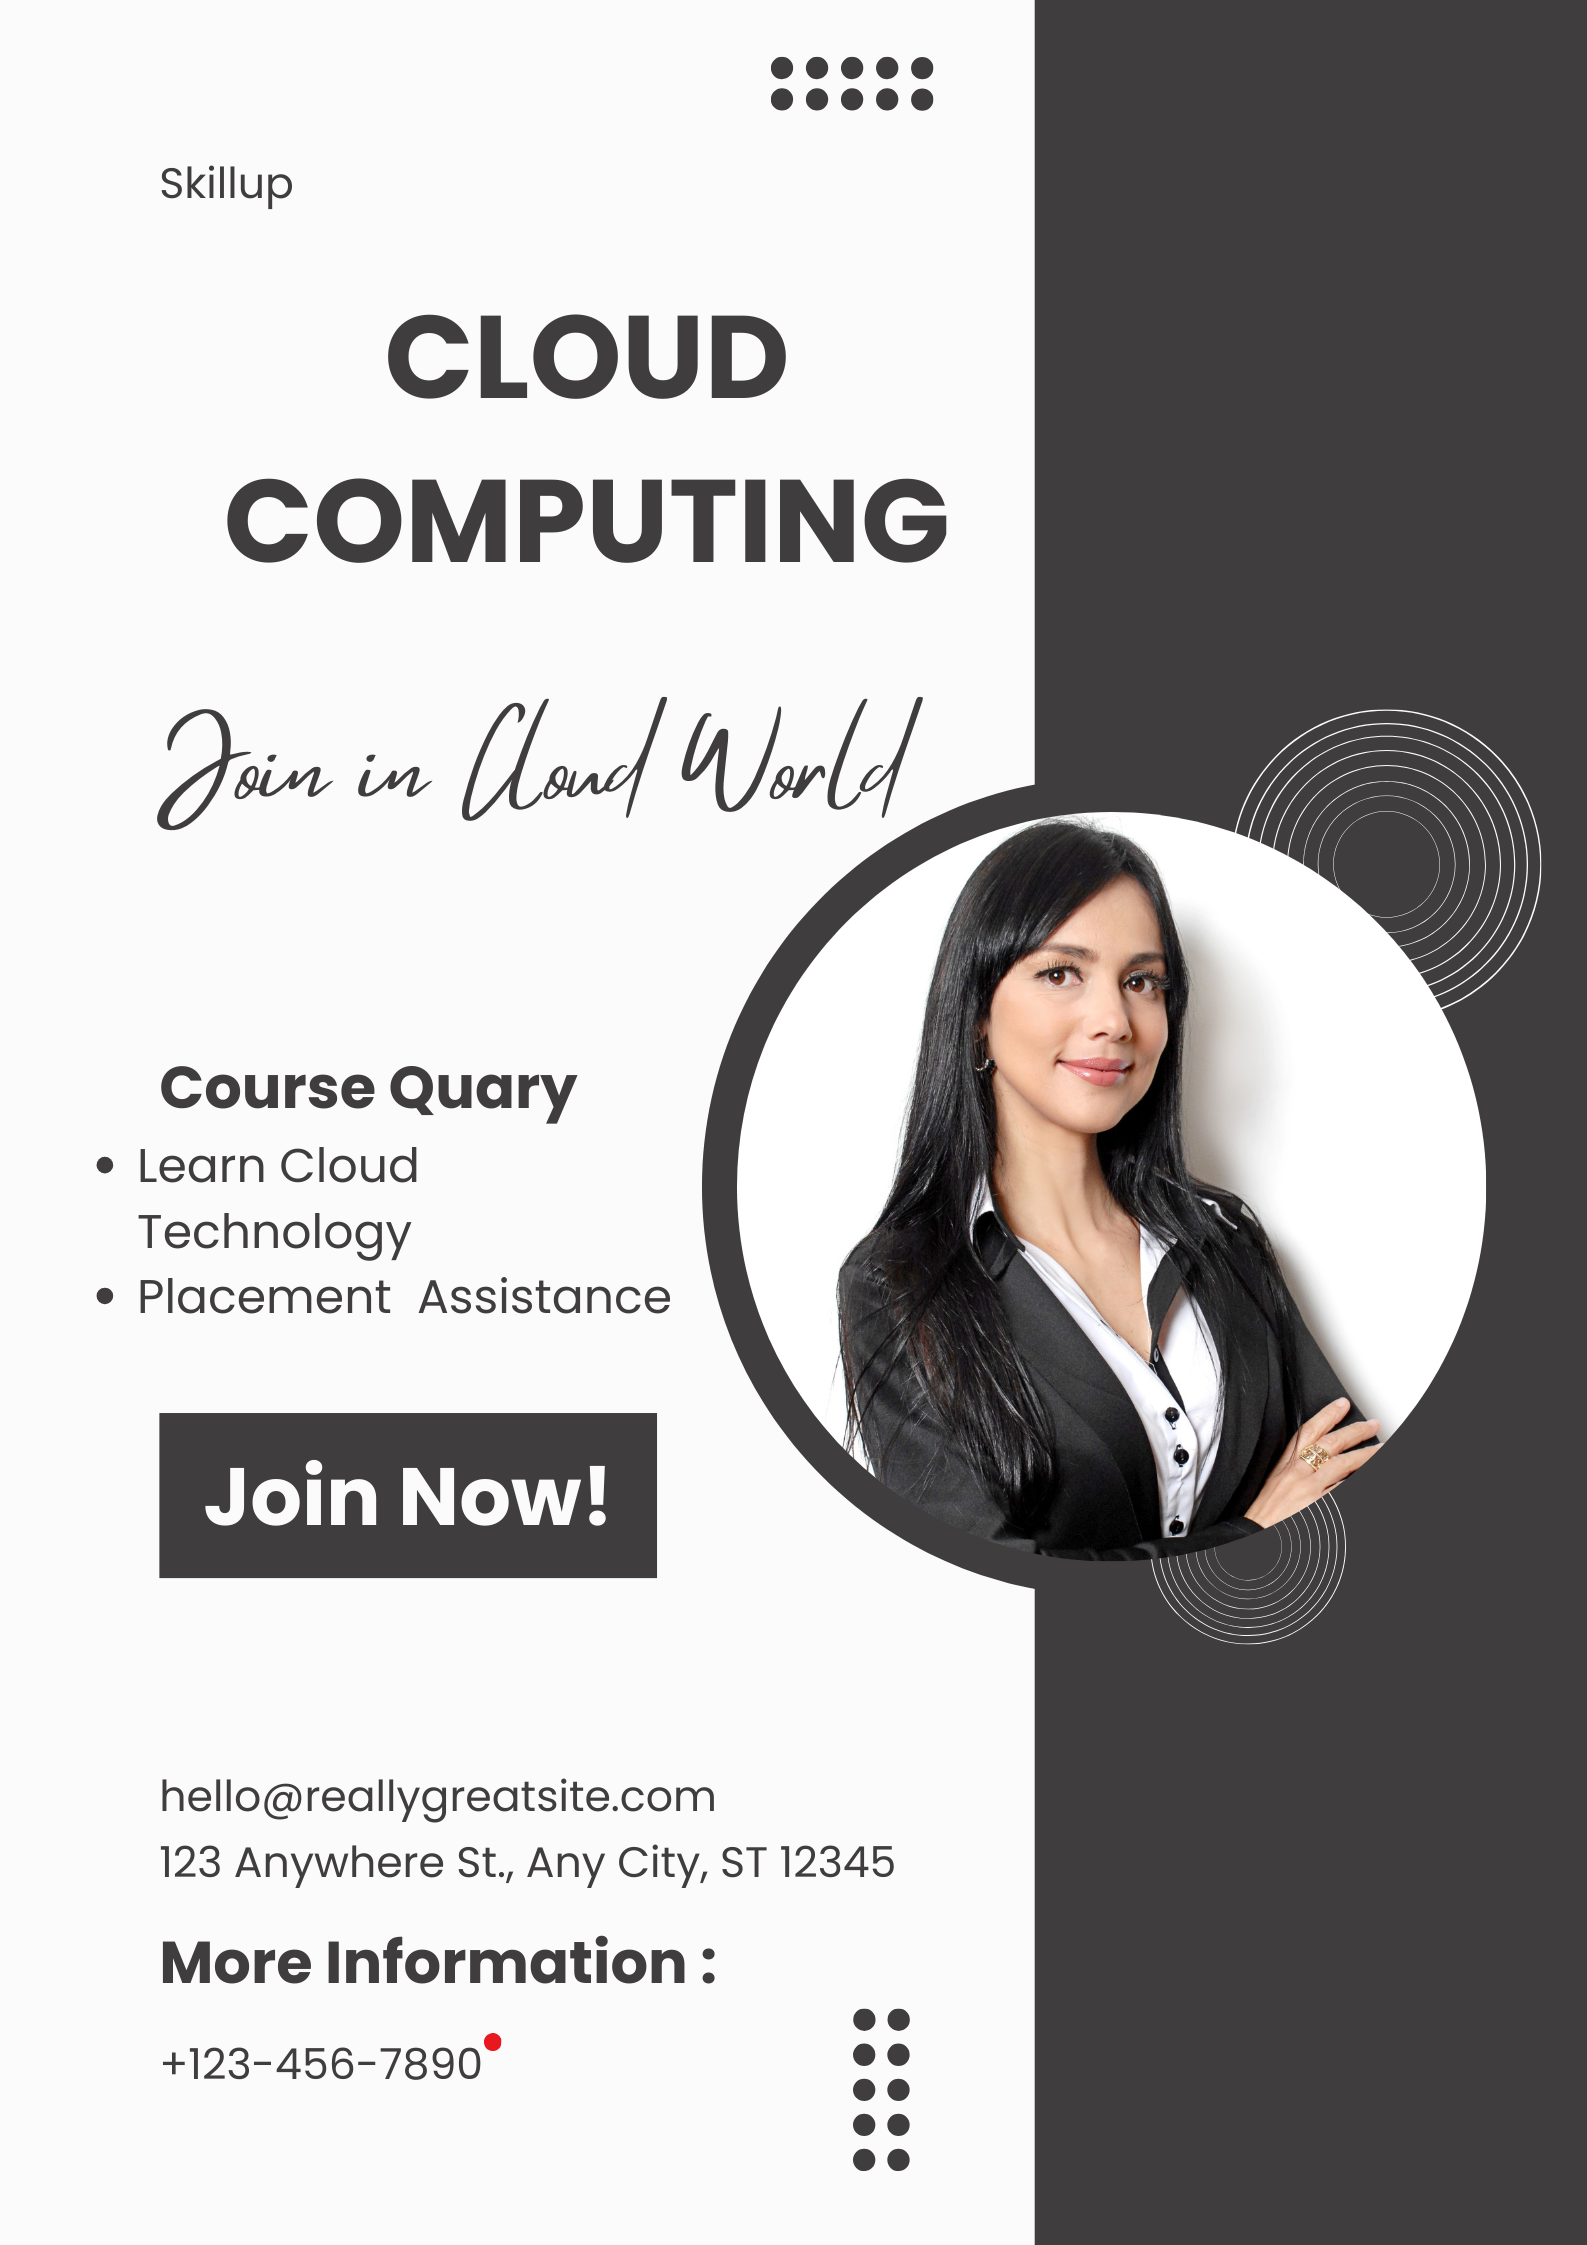 Skillup
CLOUD
COMPUTING
Join in Cloud World
Course Quary
• Learn Cloud
Technology
• Placement  Assistance
Join Now!
hello@reallygreatsite.com
123 Anywhere St., Any City, ST 12345
More Information :
+123-456-7890